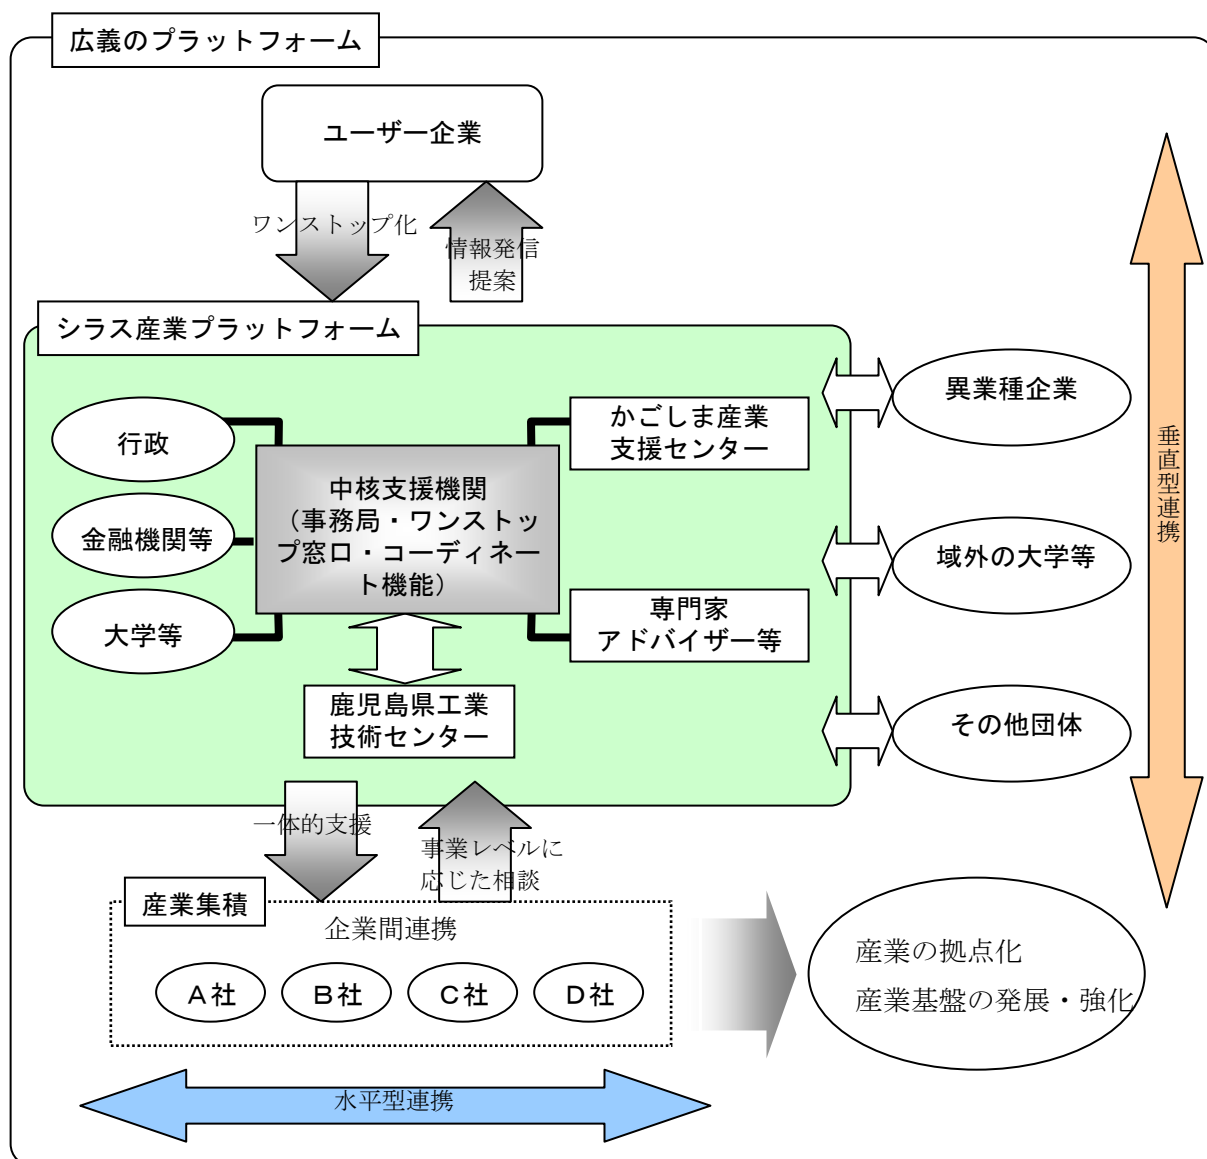 広義のプラットフォーム
ユーザー企業
ワンストップ化
情報発信
提案
シラス産業プラットフォーム
行政
金融機関等
大学等
中核支援機関
（事務局・ワンストッ
プ窓口・コーディネー
ト機能）
かごしま産業
支援センター
専門家
アドバイザー等
鹿児島県工業
技術センター
異業種企業
域外の大学等
その他団体
垂直型連携
一体的支援
事業レベルに
応じた相談
産業集積
企業間連携
Ａ社
Ｂ社
Ｃ社
Ｄ社
産業の拠点化
産業基盤の発展・強化
水平型連携